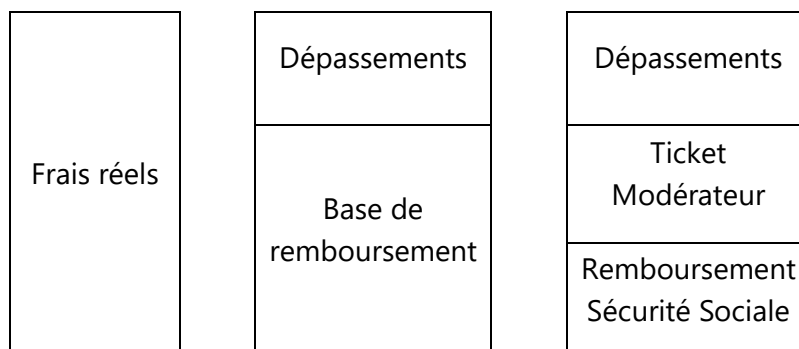 Frais réels
Dépassements
Base de
remboursement
Dépassements
Ticket
Modérateur
Remboursement
Sécurité Sociale